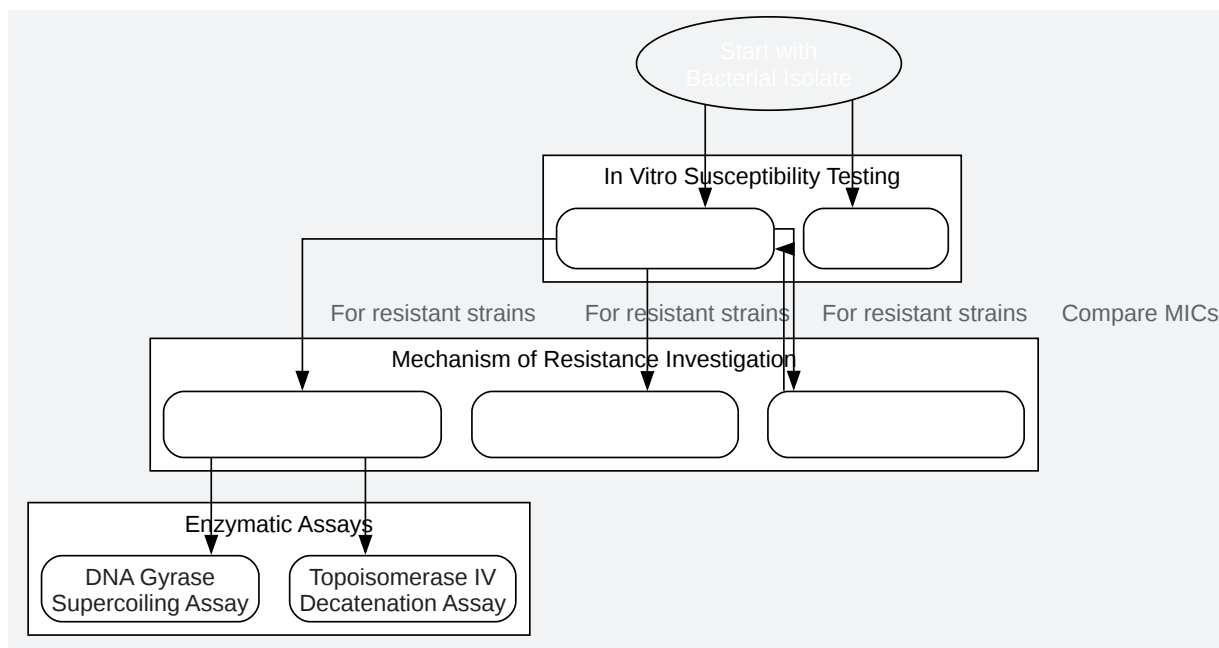 Start with
Bacterial Isolate
In Vitro Susceptibility Testing
For resistant strains
For resistant strains
For resistant strains
Compare MICs
Mechanism of Resistance Investigation
Enzymatic Assays
DNA Gyrase
Supercoiling Assay
Topoisomerase IV
Decatenation Assay